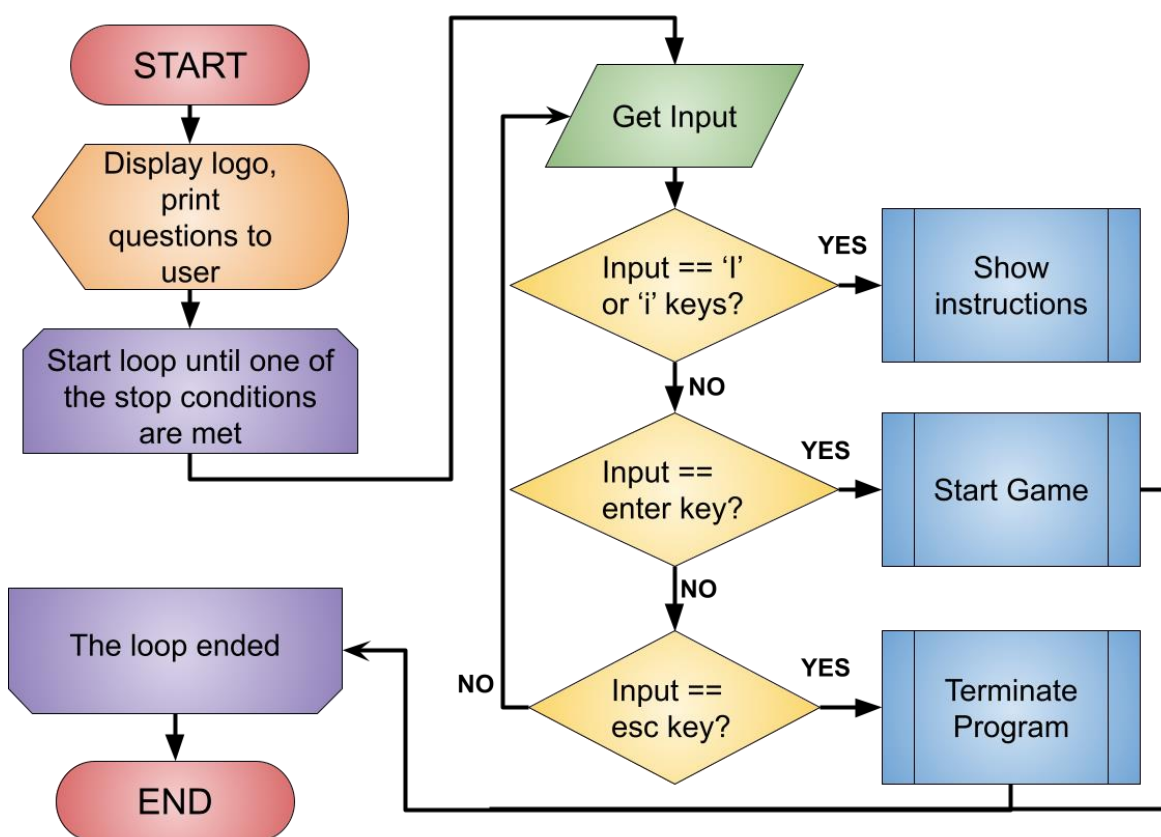 START
Display logo,
print
questions to
user
Start loop until one of
the stop conditions
are met
Get Input
Input == ‘I’
or ‘i’ keys?
YES
Show
instructions
NO
Input ==
enter key?
YES
Start Game
NO
Input ==
esc key?
YES
Terminate
Program
NO
The loop ended
END